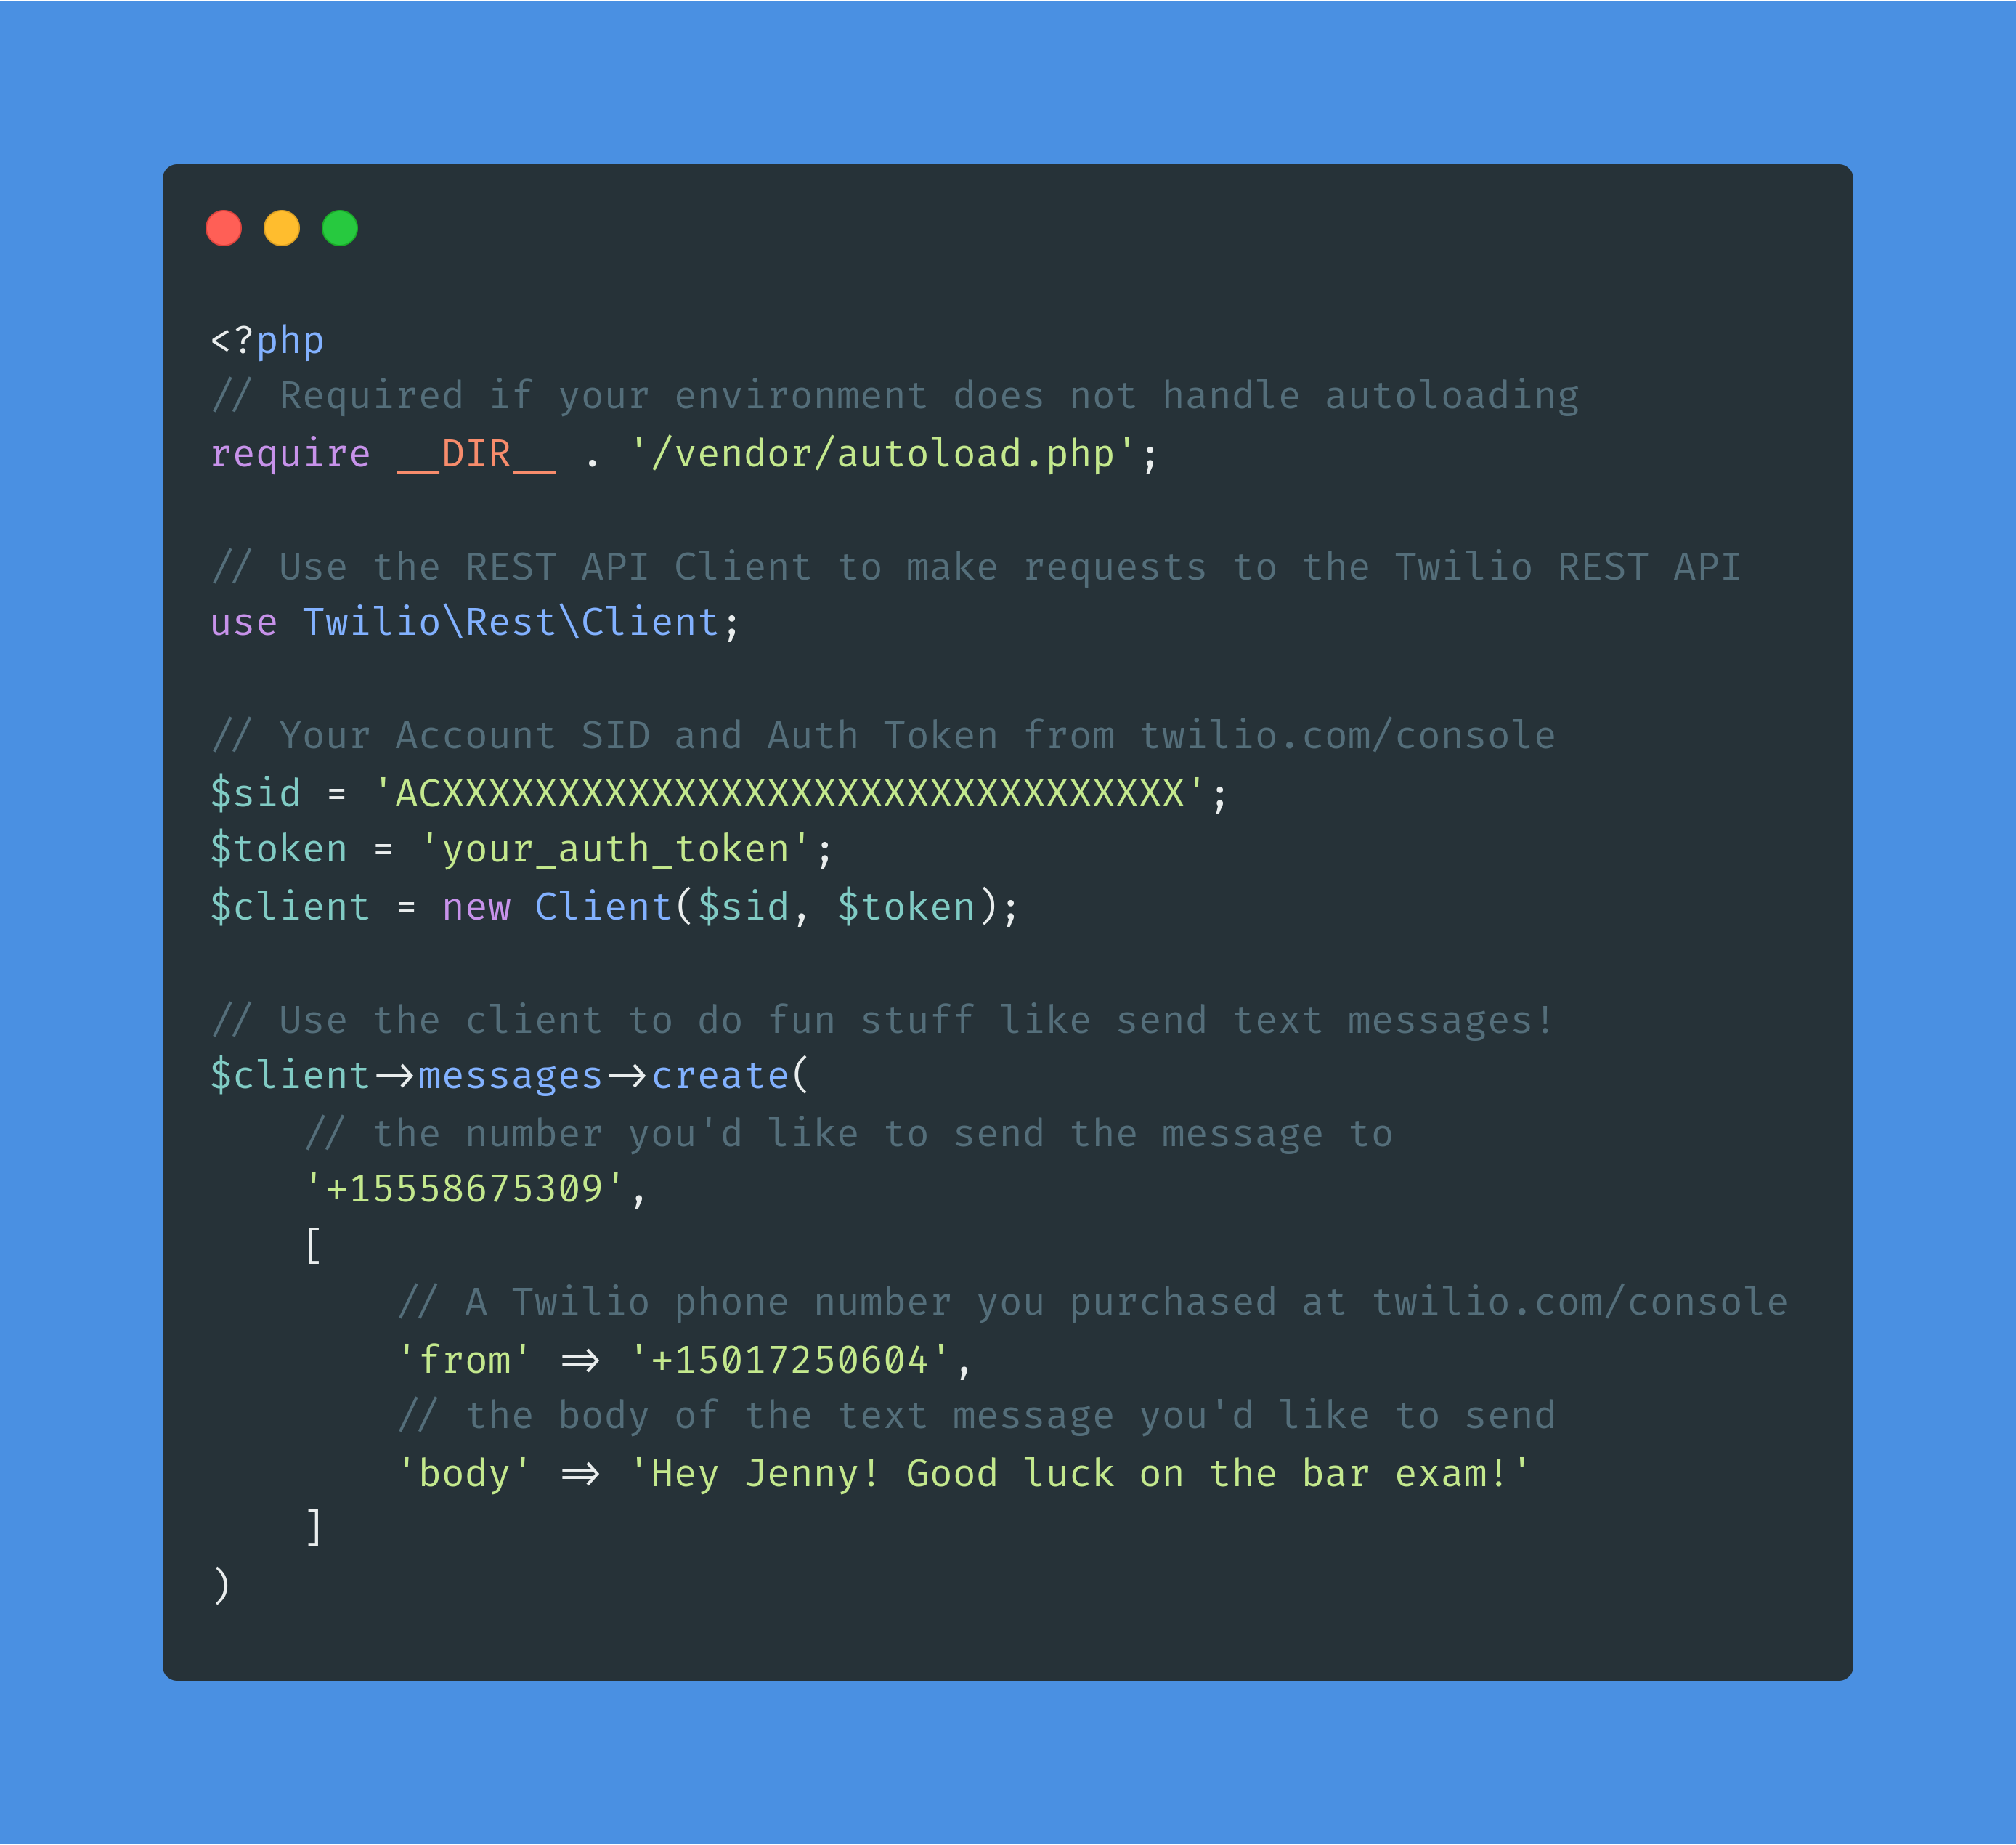 <?php
// Required if your environment does not handle autoloading
require __DIR__ . '/vendor/autoload.php';

// Use the REST API Client to make requests to the Twilio REST API
use Twilio\Rest\Client;

// Your Account SID and Auth Token from twilio.com/console
$sid = 'ACXXXXXXXXXXXXXXXXXXXXXXXXXXXXXXXX';
$token = 'your_auth_token';
$client = new Client($sid, $token);

// Use the client to do fun stuff like send text messages!
$client->messages->create(
    // the number you'd like to send the message to
    '+15558675309',
    [
        // A Twilio phone number you purchased at twilio.com/console
        'from' => '+15017250604',
        // the body of the text message you'd like to send
        'body' => 'Hey Jenny! Good luck on the bar exam!'
    ]
)